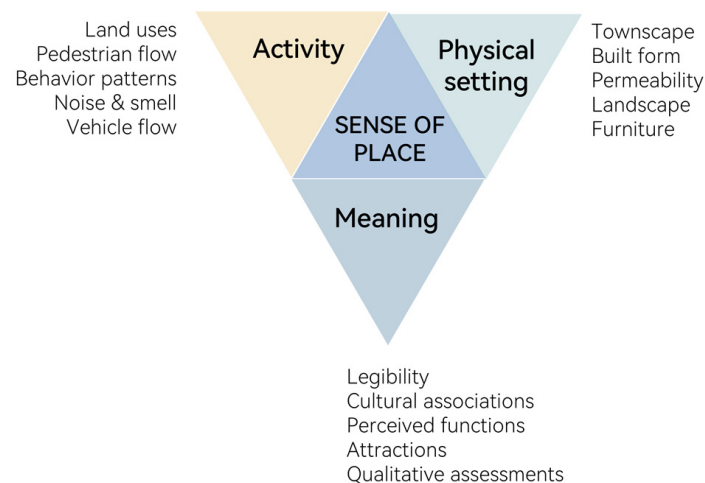 Land uses
Pedestrian flow
Behavior patterns
Noise & smell
Vehicle flow
Activity
Physical
setting
Townscape
Built form
Permeability
Landscape
Furniture
SENSE OF
PLACE
Meaning
Legibility
Cultural associations
Perceived functions
Attractions
Qualitative assessments